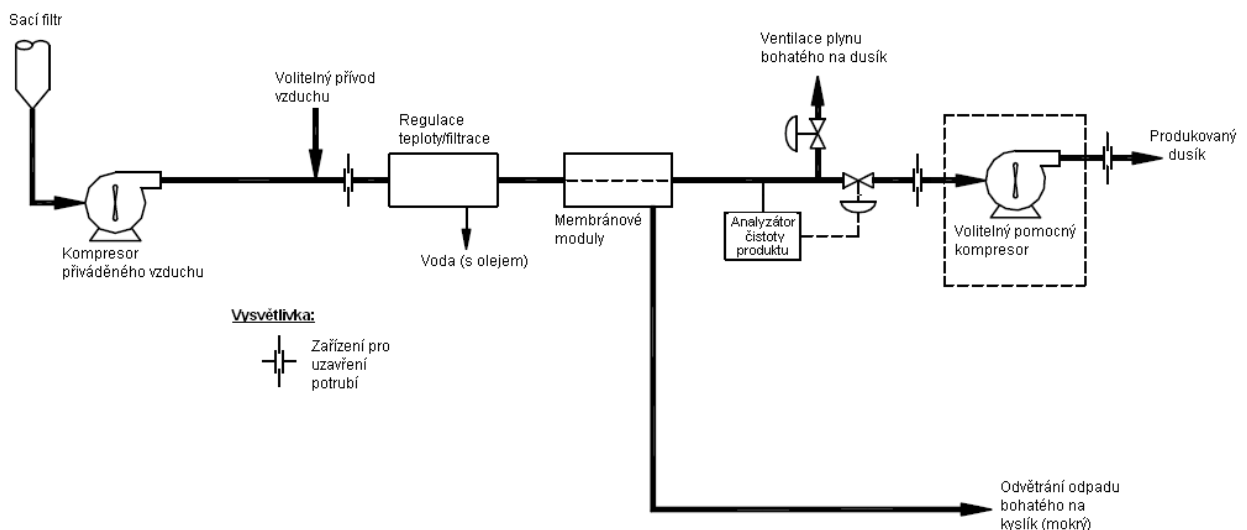 Sací filtr
Volitelný přívod
vzduchu
Ventilace plynu
bohatého na
dusík
Regulace
teploty/filtrace
Produkovaný
dusík
Kompresor
přiváděného vzduchu
Voda (s olejem)
Membránové
moduly
Analyzátor
čistoty
produktu
Volitelný pomocný
kompresor
Vysvětlivka:
Zařízení pro
uzavření
potrubí
Odvětrání odpadu
bohatého na
kyslík (mokrý)